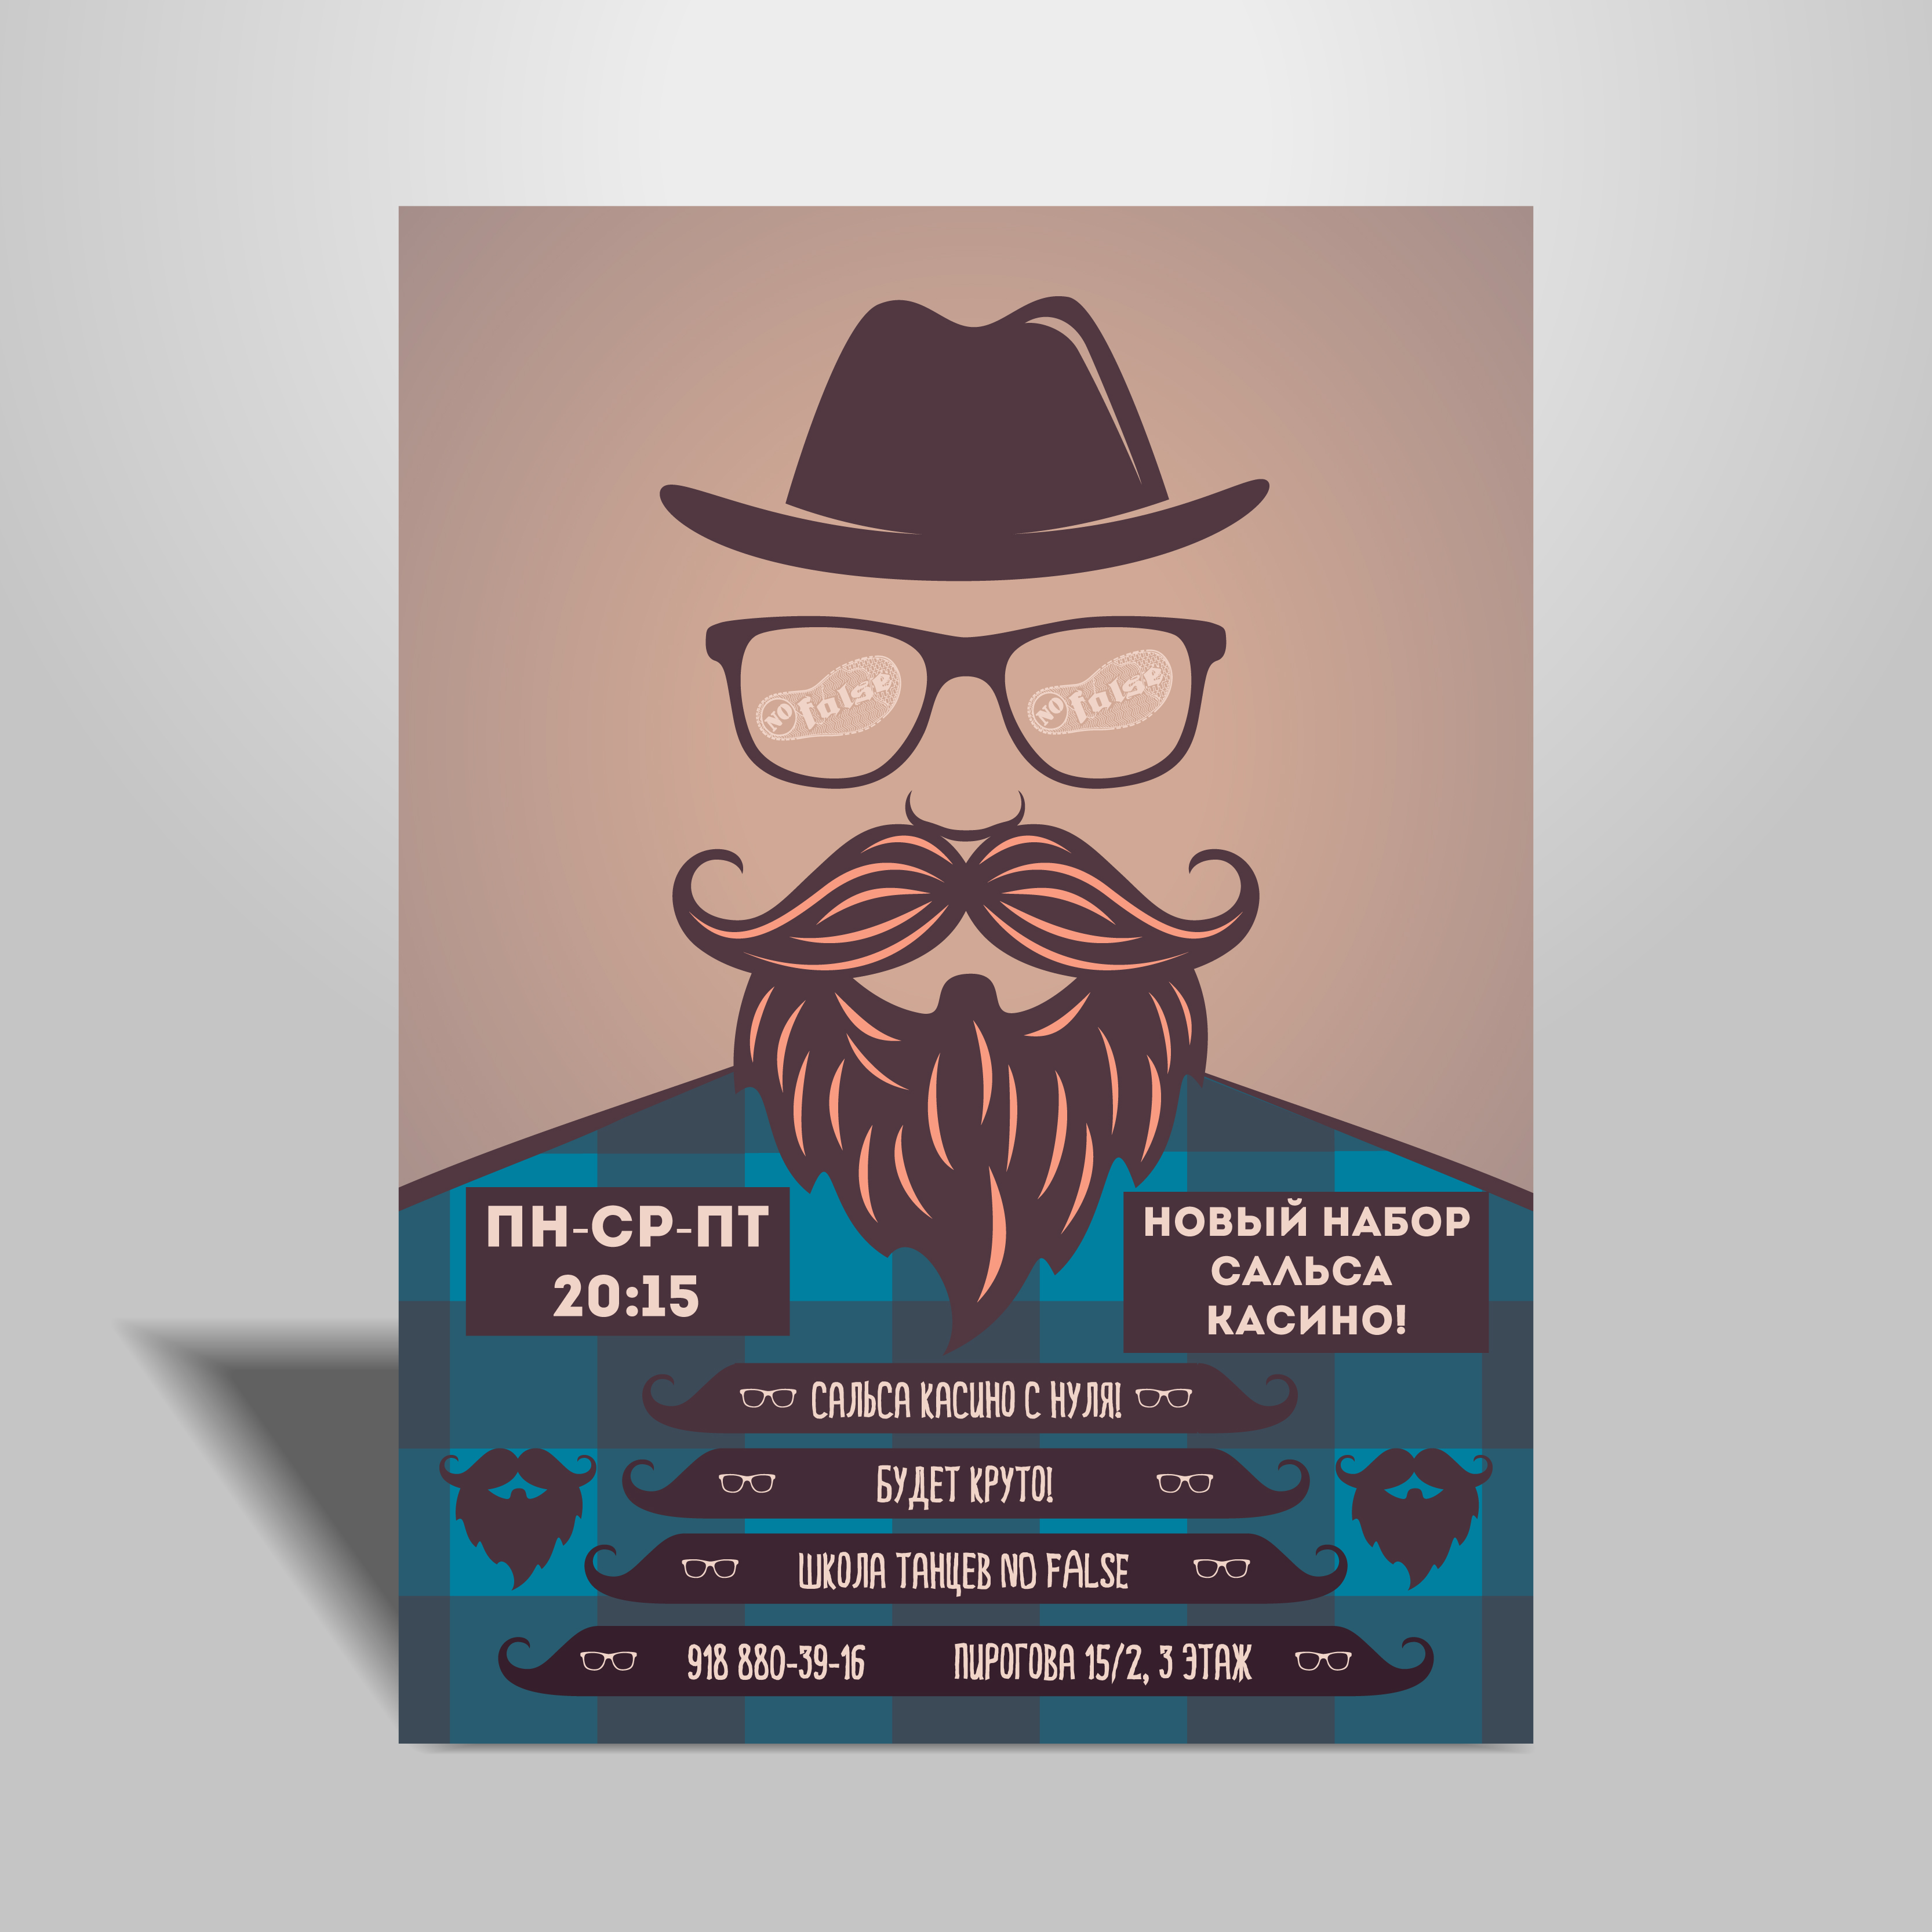 NO false
NO false
ПН-СР-ПТ
20:15
НОВЫЙ НАБОР
САЛЬСА
КАСИНО!
САЛЬСА КАСИНО С НУЛЯ!
БУДЕТ КРУТО!
ШКОЛА ТАНЦЕВ NO FALSE
918 880-39-16 ПИРОГОВА 15/2, 3 ЭТАЖ